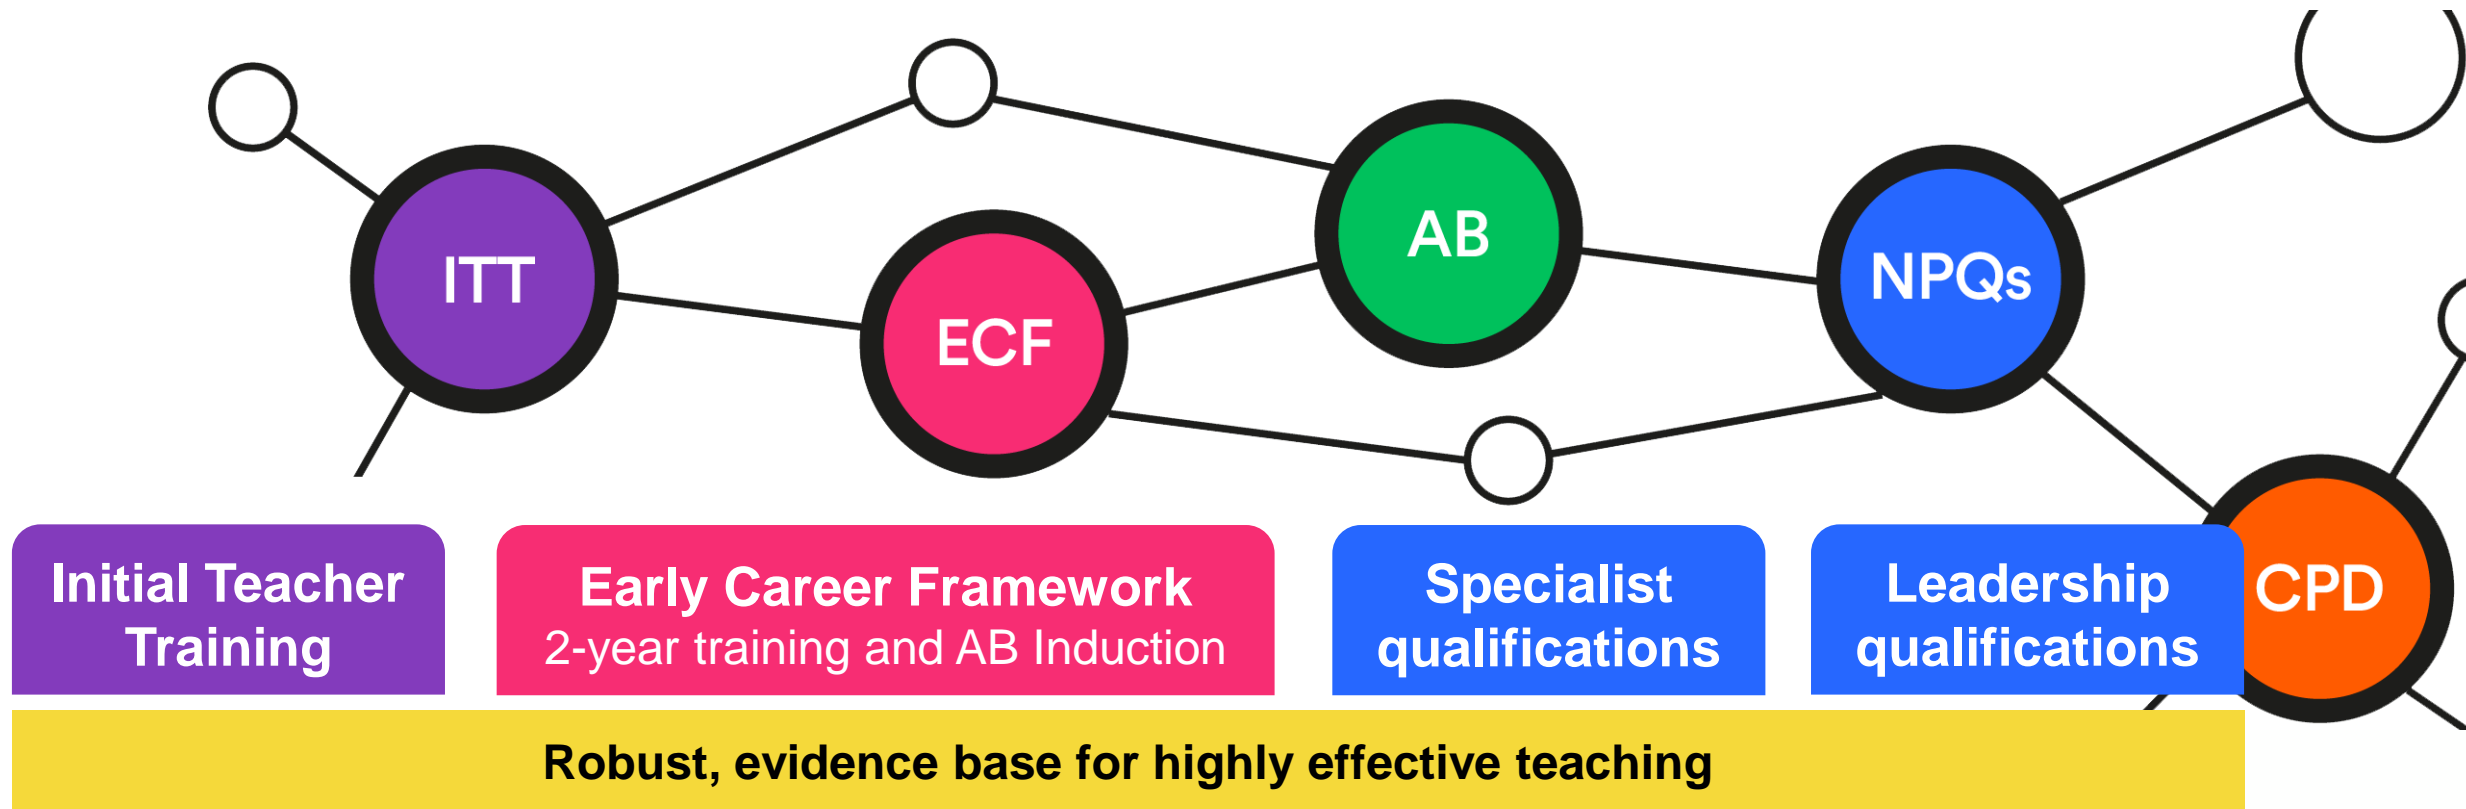 ITT
ECF
AB
NPQs
CPD
Initial Teacher
Training
Early Career Framework
2-year training and AB Induction
Specialist
qualifications
Leadership
qualifications
Robust, evidence base for highly effective teaching